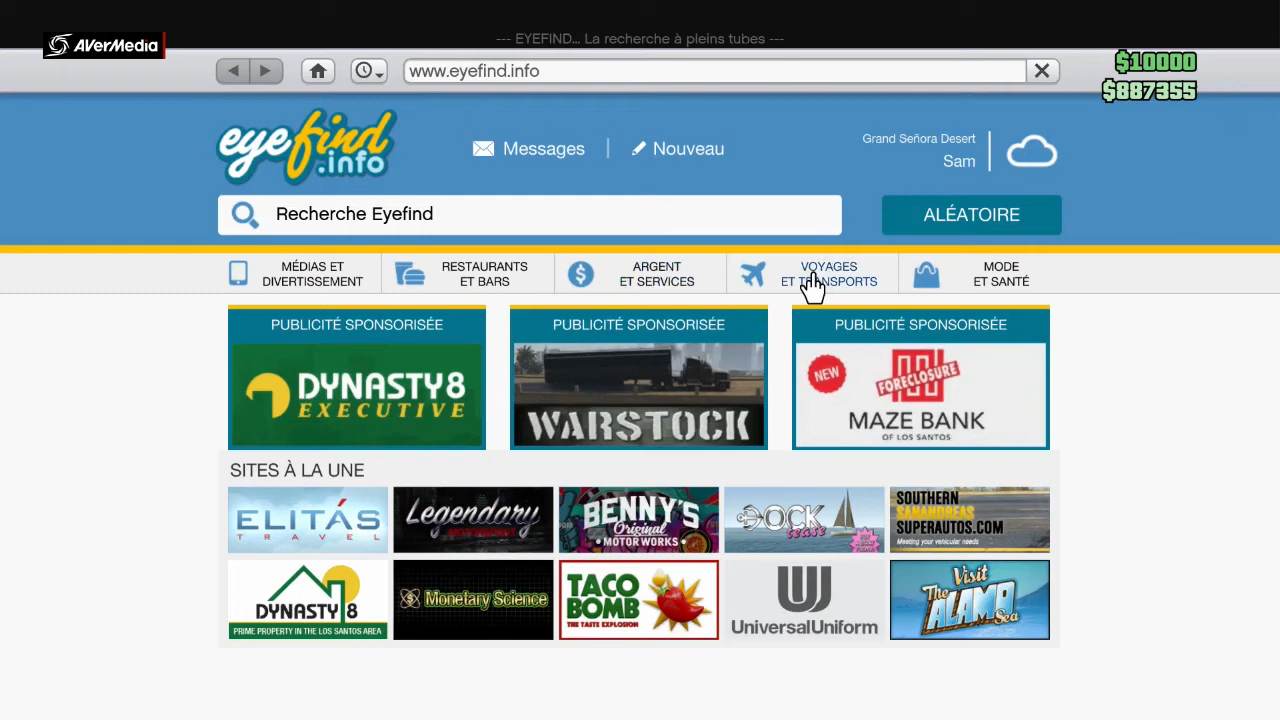 AVerMedia
--- EYEFIND... La recherche à pleins tubes ---
www.eyefind.info
$10000
$887355
eyefind
.info
Messages
Nouveau
Grand Señora Desert
Sam
Recherche Eyefind
ALÉATOIRE
MÉDIAS ET
DIVERTISSEMENT
RESTAURANTS
ET BARS
ARGENT
ET SERVICES
VOYAGES
ET TRANSPORTS
MODE
ET SANTÉ
PUBLICITÉ SPONSORISÉE
DYNASTY 8
EXECUTIVE
PUBLICITÉ SPONSORISÉE
WARSTOCK
PUBLICITÉ SPONSORISÉE
NEW
FORECLOSURE
MAZE BANK
OF LOS SANTOS
SITES À LA UNE
ELITÁS
TRAVEL
Legendary
MOTORSPORT
BENNY'S
Original
MOTOR WORKS
DOCK
tease
SOUTHERN
SANANDREAS
SUPERAUTOS.COM
Meeting your vehicular needs
DYNASTY 8
PRIME PROPERTY IN THE LOS SANTOS AREA
$ Monetary Science
TACO
BOMB
THE TASTE EXPLOSION
UniversalUniform
Visit
The
ALAMO
Sea